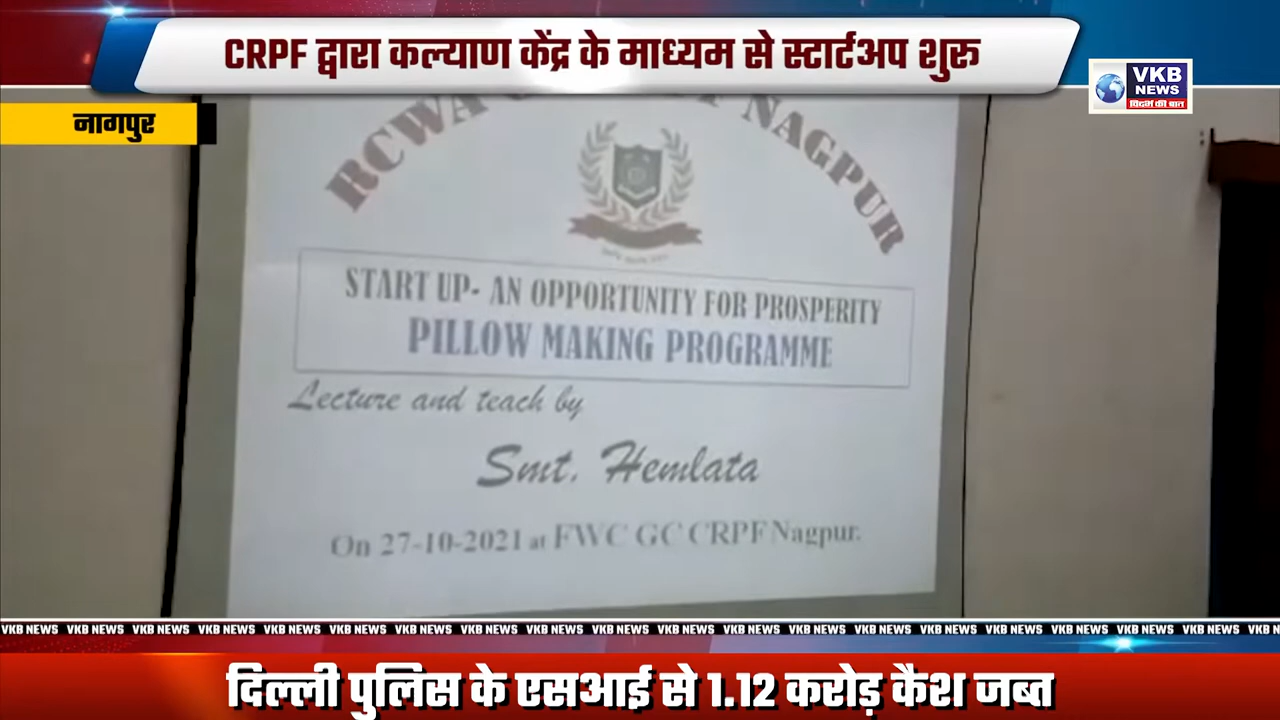 CRPF द्वारा कल्याण केंद्र के माध्यम से स्टार्टअप शुरु
VKB
NEWS
विदर्भ की बात
नागपुर
RCWA NAGPUR
START UP- AN OPPORTUNITY FOR PROSPERITY
PILLOW MAKING PROGRAMME
Lecture and teach by
Smt. Hemlata
On 27-10-2021 at FWC GC CRPF Nagpur.
VKB NEWS VKB NEWS VKB NEWS VKB NEWS VKB NEWS VKB NEWS VKB NEWS VKB NEWS VKB NEWS VKB NEWS VKB NEWS VKB NEWS VKB NEWS VKB NEWS VKB NEWS VKB NEWS VKB NEWS VKB NEWS VKB NEWS VKB N
दिल्ली पुलिस के एसआई से 1.12 करोड़ कैश जब्त